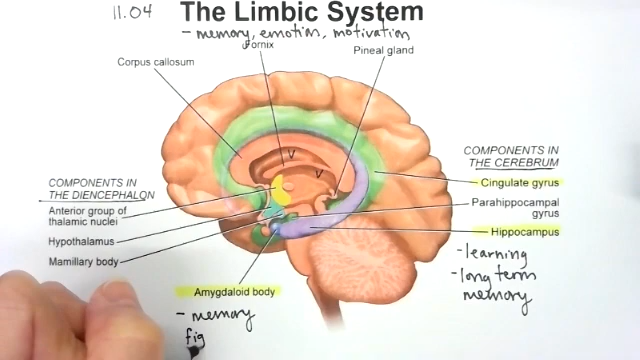 11.04 The Limbic System
- memory, emotion, motivation
Fornix
Pineal gland
Corpus callosum
V
V
COMPONENTS IN
THE CEREBRUM
Cingulate gyrus
Parahippocampal
gyrus
Hippocampus
- learning
- long term
memory
COMPONENTS IN
THE DIENCEPHALON
Anterior group of
thalamic nuclei
Hypothalamus
Mamillary body
Amygdaloid body
- memory
fig